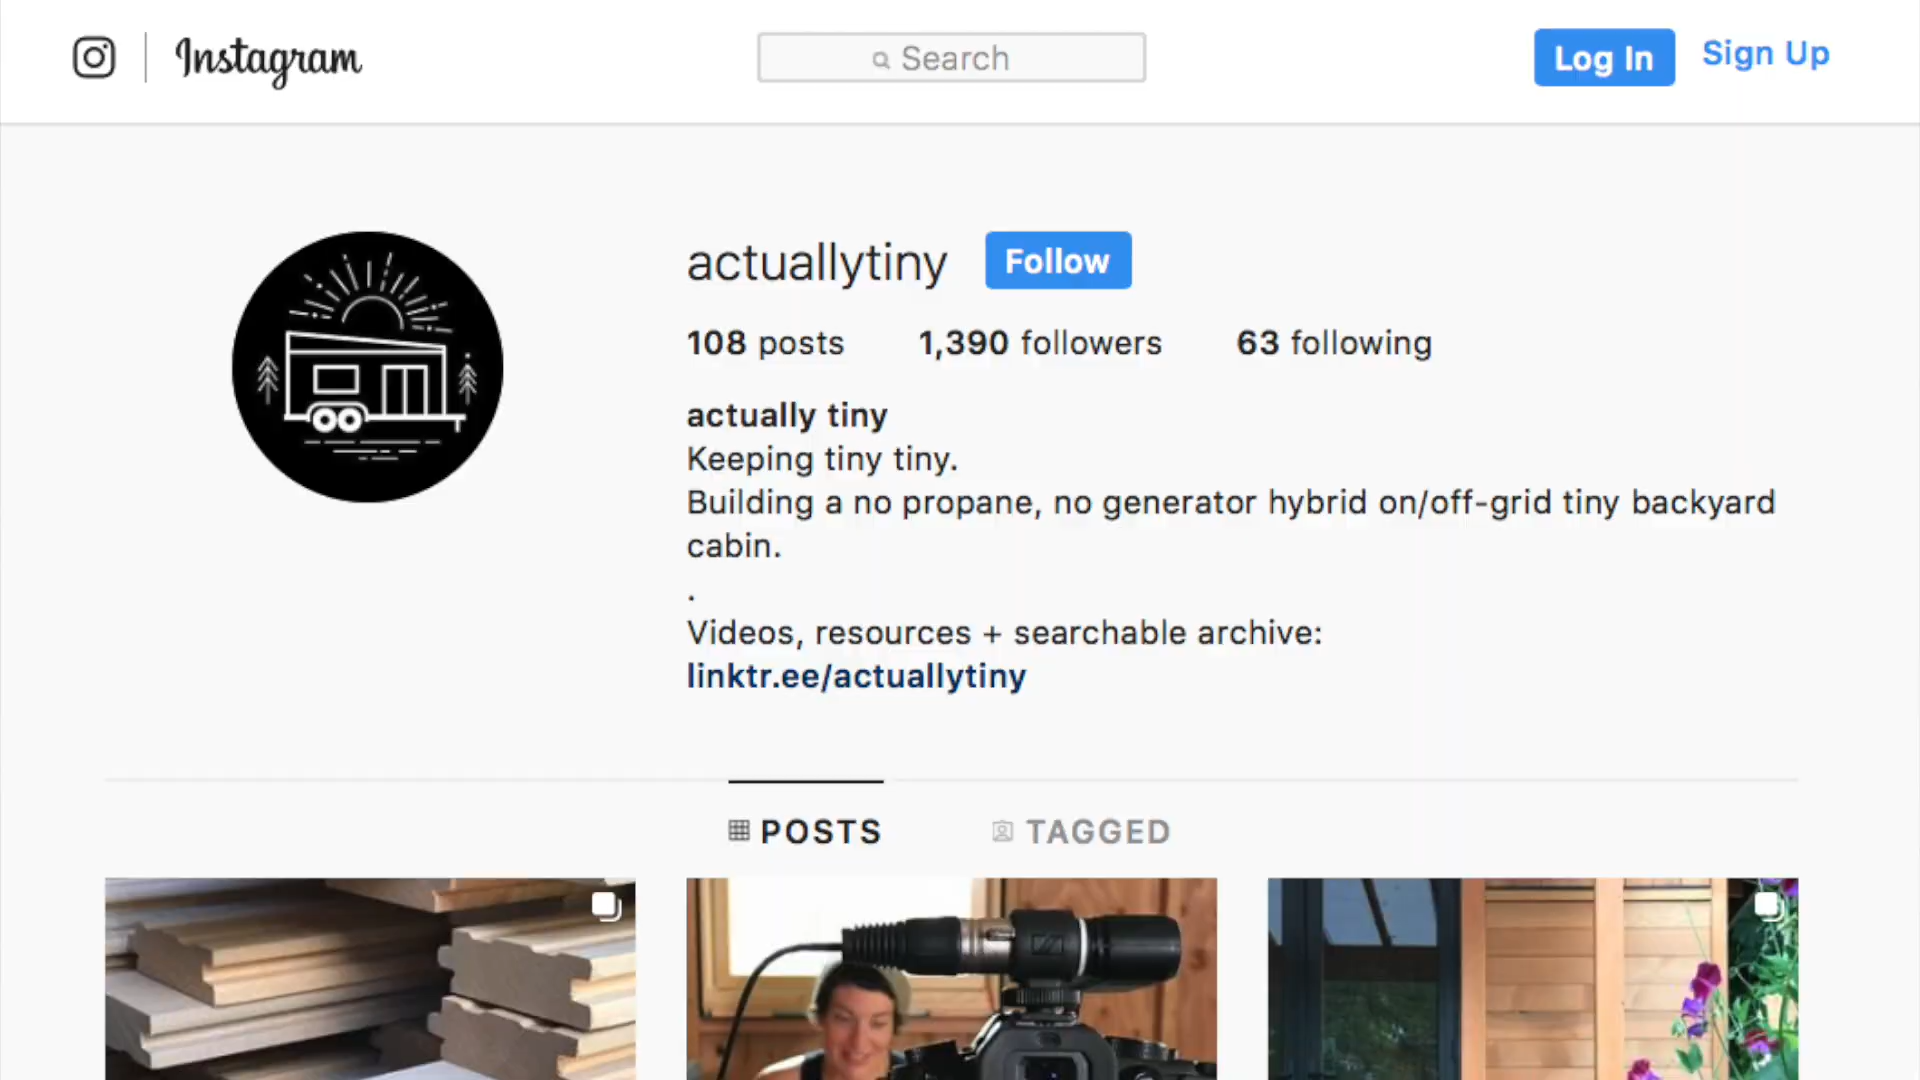 Instagram
Search
Log In
Sign Up
actuallytiny
Follow
108 posts
1,390 followers
63 following
actually tiny
Keeping tiny tiny.
Building a no propane, no generator hybrid on/off-grid tiny backyard
cabin.
.
Videos, resources + searchable archive:
linktr.ee/actuallytiny
POSTS
TAGGED